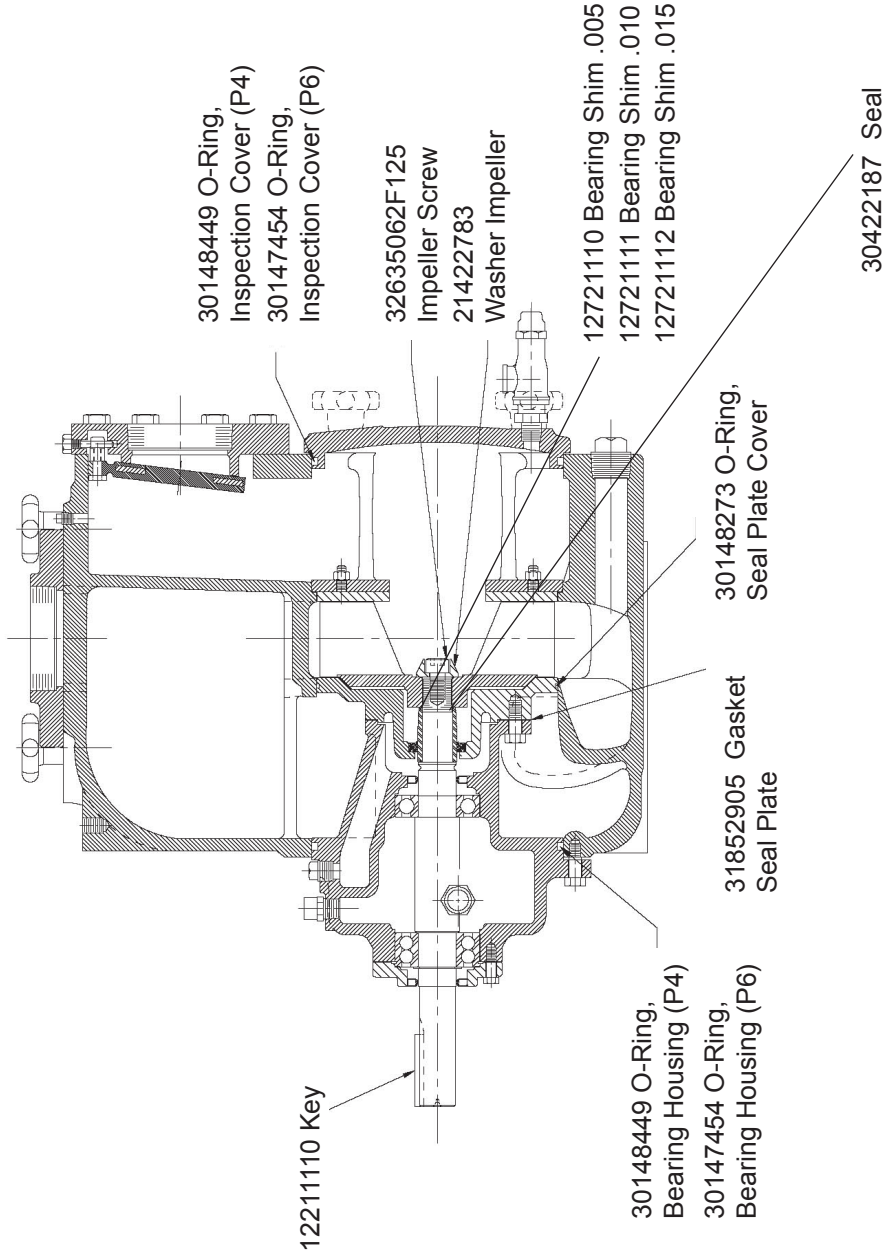 30148449 O-Ring,
Inspection Cover (P4)
30147454 O-Ring,
Inspection Cover (P6)
32635062F125
Impeller Screw
21422783
Washer Impeller
12721110 Bearing Shim .005
12721111 Bearing Shim .010
12721112 Bearing Shim .015
30422187 Seal
30148273 O-Ring,
Seal Plate Cover
31852905 Gasket
Seal Plate
12211110 Key
30148449 O-Ring,
Bearing Housing (P4)
30147454 O-Ring,
Bearing Housing (P6)